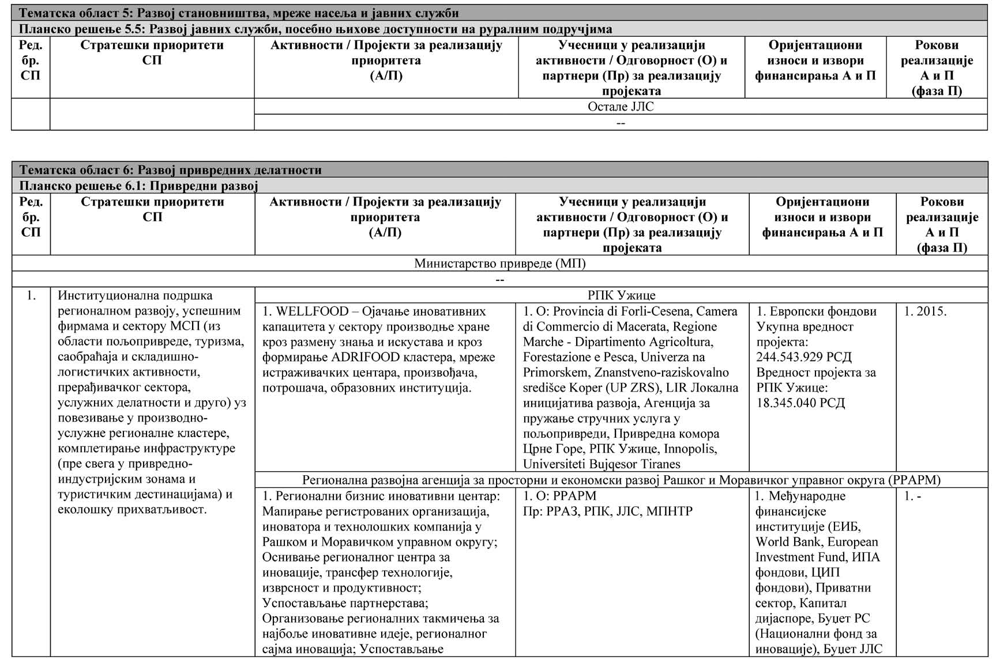 Тематска област 5: Развој становништва, мреже насеља и јавних служби
Планско решење 5.5: Развој јавних служби, посебно њихове доступности на руралним подручјима
Ред.
бр.
СП
Стратешки приоритети
СП
Активности / Пројекти за реализацију
приоритета
(А/П)
Учесници у реализацији
активности / Одговорност (О) и
партнери (Пр) за реализацију
пројеката
Оријентациони
износи и извори
финансирања А и П
Рокови
реализације
А и П
(фаза П)
Остале ЈЛС
--
Тематска област 6: Развој привредних делатности
Планско решење 6.1: Привредни развој
Ред.
бр.
СП
Стратешки приоритети
СП
Активности / Пројекти за реализацију
приоритета
(А/П)
Учесници у реализацији
активности / Одговорност (О) и
партнери (Пр) за реализацију
пројеката
Оријентациони
износи и извори
финансирања А и П
Рокови
реализације
А и П
(фаза П)
Министарство привреде (МП)
--
1.
Институционална подршка
регионалном развоју, успешним
фирмама и сектору МСП (из
области пољопривреде, туризма,
саобраћаја и складишно-
логистичких активности,
прерађивачког сектора,
услужних делатности и друго) уз
повезивање у производно-
услужне регионалне кластере,
комплетирање инфраструктуре
(пре свега у привредно-
индустријским зонама и
туристичким дестинацијама) и
еколошку прихватљивост.
РПК Ужице
1. WELLFOOD – Ојачање иновативних
капацитета у сектору производње хране
кроз размену знања и искустава и кроз
формирање ADRIFOOD кластера, мреже
истраживачких центара, произвођача,
потрошача, образовних институција.
1. О: Provincia di Forli-Cesena, Camera
di Commercio di Macerata, Regione
Marche - Dipartimento Agricoltura,
Forestazione e Pesca, Univerza na
Primorskem, Znanstveno-raziskovalno
središce Koper (UP ZRS), LIR Локална
иницијатива развоја, Агенција за
пружање стручних услуга у
пољопривреди, Привредна комора
Црне Горе, РПК Ужице, Innopolis,
Universiteti Bujqesor Tiranes
1. Европски фондови
Укупна вредност
пројекта:
244.543.929 РСД
Вредност пројекта за
РПК Ужице:
18.345.040 РСД
1. 2015.
Регионална развојна агенција за просторни и економски развој Рашког и Моравичког управног округа (РРАРМ)
1. Регионални бизнис иновативни центар:
Мапирање регистрованих организација,
иноватора и технолошких компанија у
Рашком и Моравичком управном округу;
Оснивање регионалног центра за
иновације, трансфер технологије,
изврсност и продуктивност;
Успостављање партнерстава;
Организовање регионалних такмичења за
најбоље иновативне идеје, регионалног
сајма иновација; Успостављање
1. О: РРАРМ
Пр: РРАЗ, РПК, ЈЛС, МПНТР
1. Међународне
финансијске
институције (ЕИБ,
World Bank, European
Investment Fund, ИПА
фондови, ЦИП
фондови), Приватни
сектор, Капитал
дијаспоре, Буџет РС
(Национални фонд за
иновације), Буџет ЈЛС
1. -